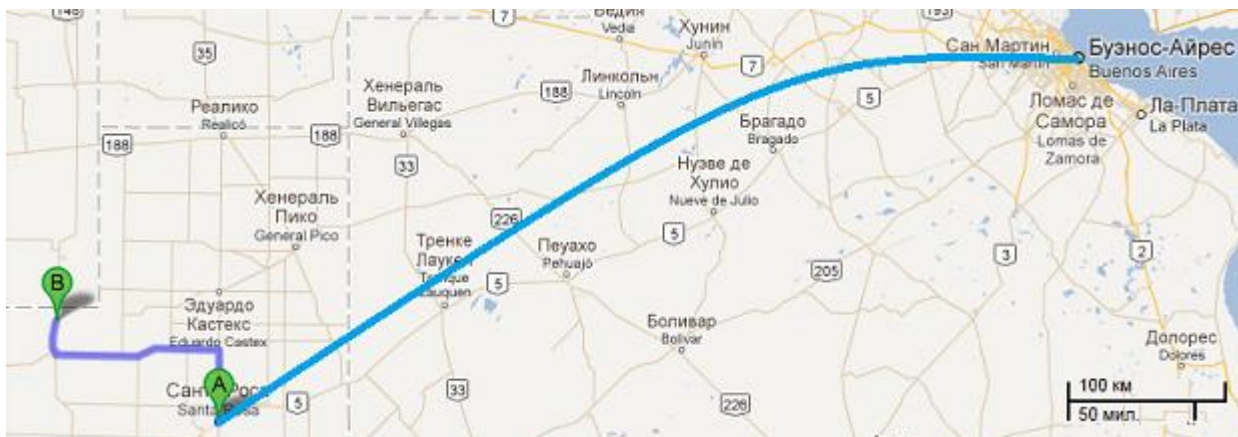 148
7
Ведия
Vedia
Хунин
Junín
193
35
Сан Мартин
San Martin
Буэнос-Айрес
Buenos Aires
7
Линкольн
Lincoln
188
5
Хенераль
Вильегас
General Villegas
Реалико
Realicó
188
188
Ломас де
Самора
Lomas de
Zamora
Ла-Плата
La Plata
Брагадо
Bragado
33
Нуэве де
Хулио
Nueve de Julio
Хенераль
Пико
General Pico
226
5
Тренке
Лаукен
Trenque
Lauquen
Пеуахо
Pehuajó
5
205
3
2
B
Эдуардо
Кастекс
Eduardo Castex
Боливар
Bolívar
Долорес
Dolores
A
Санта-Роса
Santa Rosa
5
33
226
100 км
50 мил.